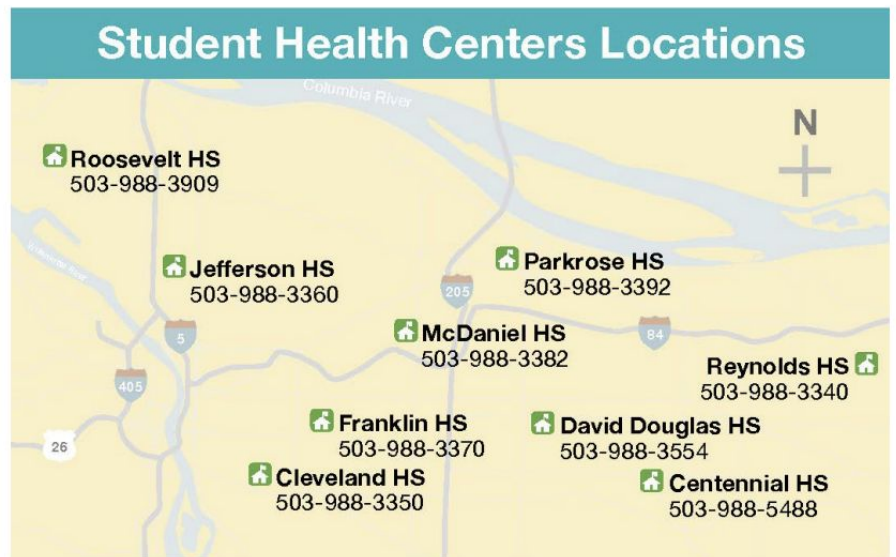 Student Health Centers Locations
Columbia River
N
Roosevelt HS
503-988-3909
Willamette River
Jefferson HS
503-988-3360
Parkrose HS
503-988-3392
205
5
McDaniel HS
503-988-3382
84
405
Reynolds HS
503-988-3340
26
Franklin HS
503-988-3370
David Douglas HS
503-988-3554
Cleveland HS
503-988-3350
Centennial HS
503-988-5488